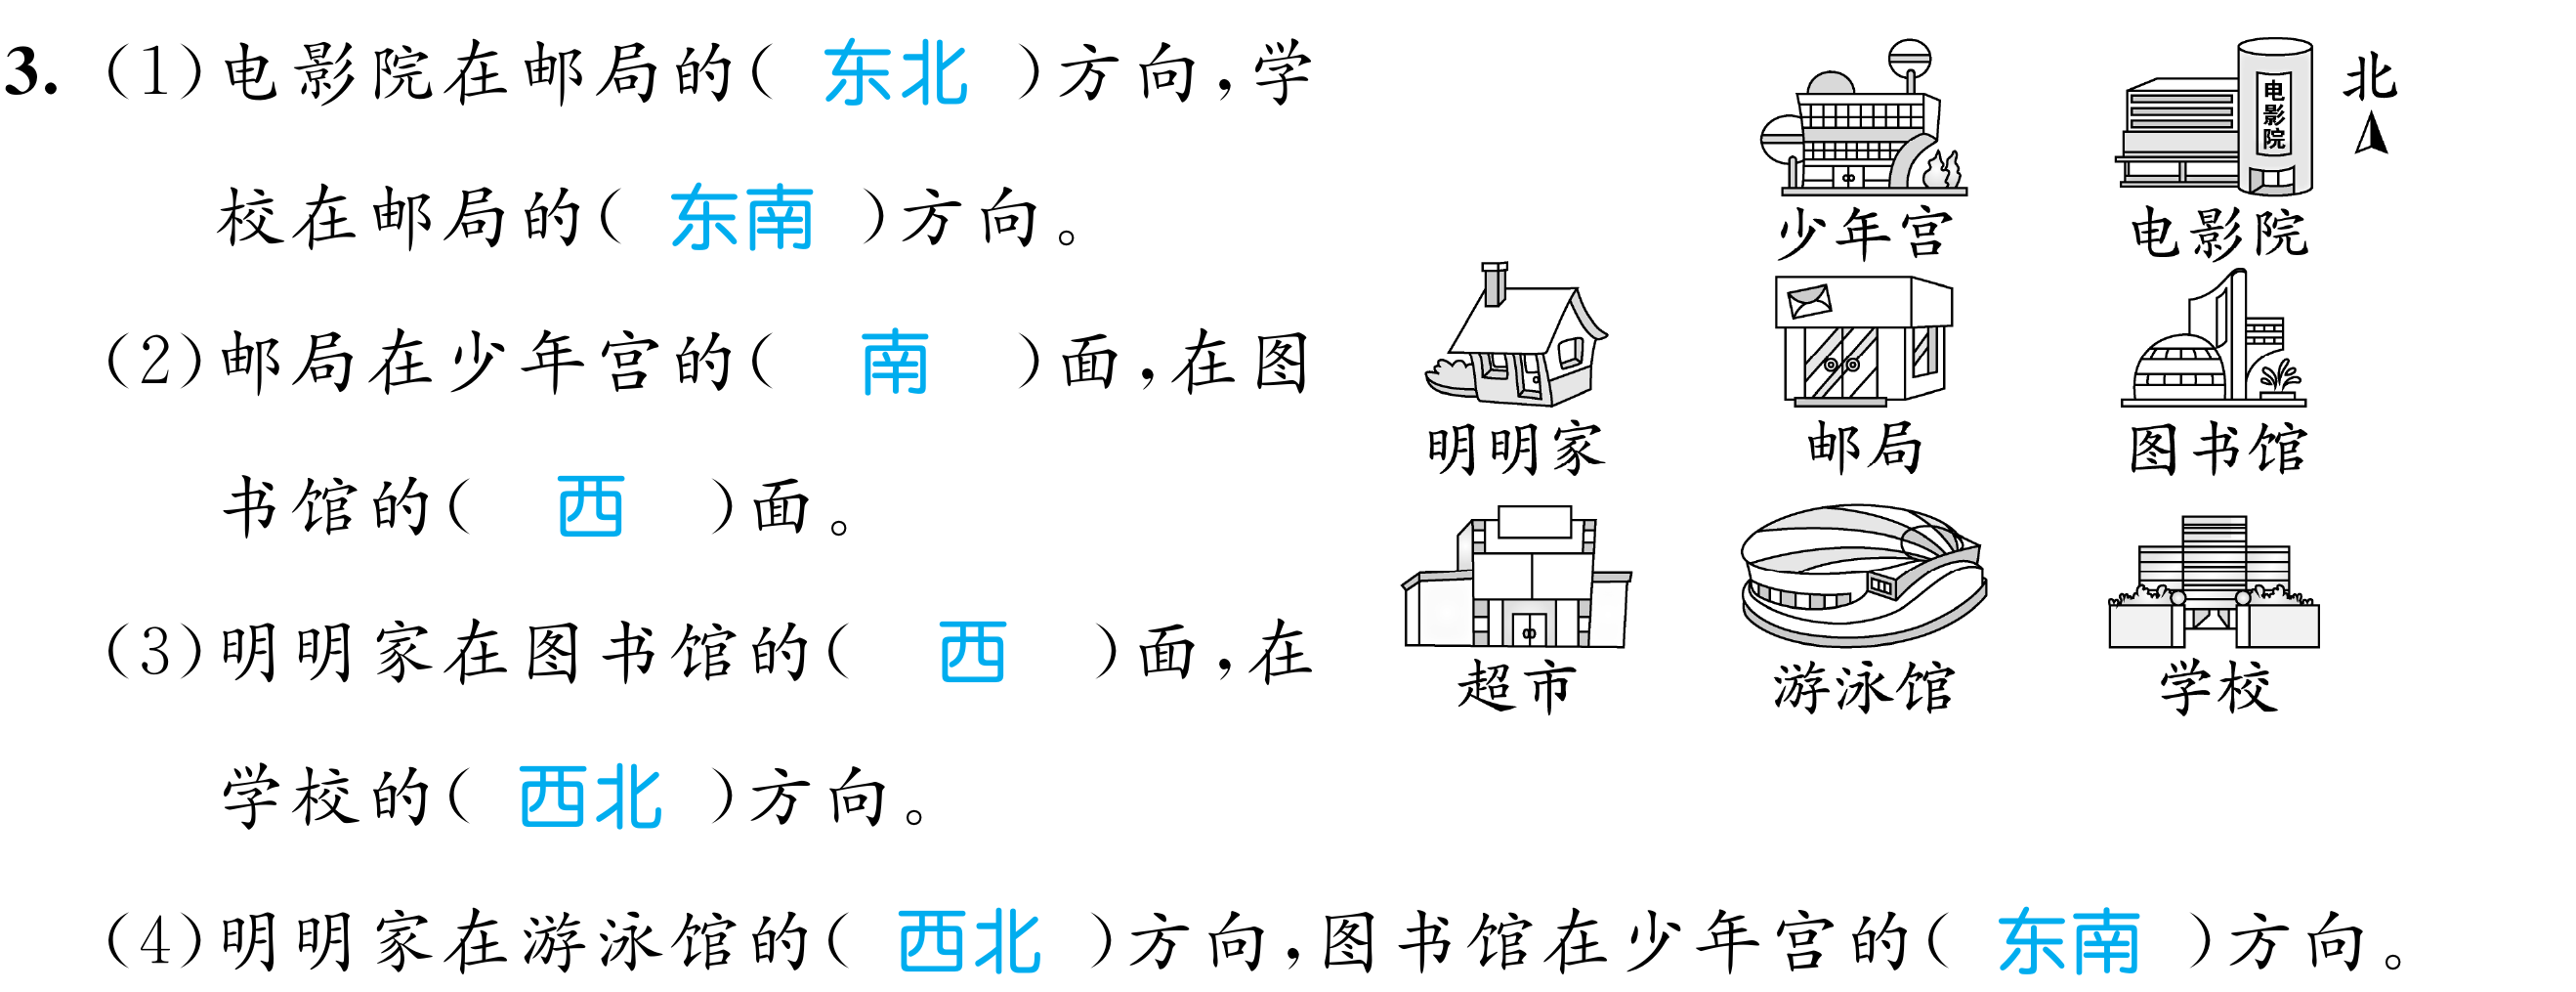 3. (1)电影院在邮局的( 东北 )方向,学
校在邮局的( 东南 )方向。
(2)邮局在少年宫的( 南 )面,在图
书馆的( 西 )面。
(3)明明家在图书馆的( 西 )面,在
学校的( 西北 )方向。
(4)明明家在游泳馆的( 西北 )方向,图书馆在少年宫的( 东南 )方向。
电影院
北
少年宫 电影院
明明家 邮局 图书馆
超市 游泳馆 学校